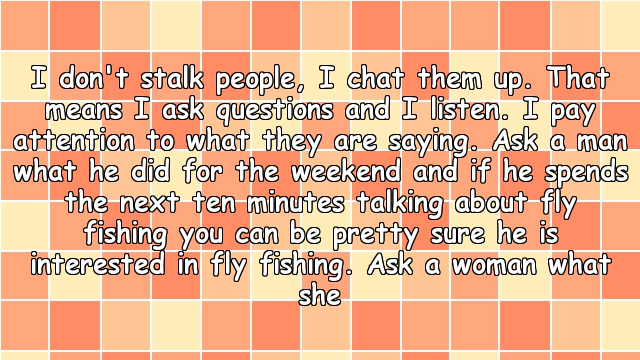 I don't stalk people, I chat them up. That
means I ask questions and I listen. I pay
attention to what they are saying. Ask a man
what he did for the weekend and if he spends
the next ten minutes talking about fly
fishing you can be pretty sure he is
interested in fly fishing. Ask a woman what
she